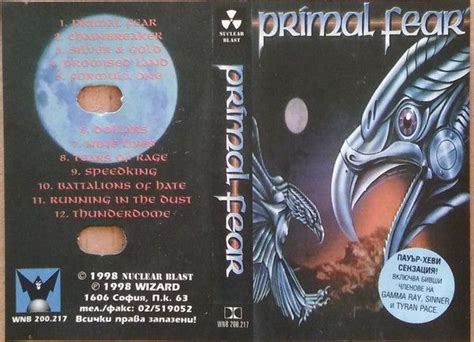 1. PRIMAL FEAR
2. CHAINBREAKER
3. SILVER & GOLD
4. PROMISED LAND
5. FORMULA ONE
6. DOLLARS
7. NINE LIVES
8. TEARS OF RAGE
9. SPEEDKING
10. BATTALIONS OF HATE
11. RUNNING IN THE DUST
12. THUNDERDOME
WNB 200.217
© 1998 NUCLEAR BLAST
℗ 1998 WIZARD
1606 София, П.к. 63
тел./факс: 02/519052
Всички права запазени!
NUCLEAR
BLAST
PRIMAL FEAR
WNB 200.217
PRIMAL FEAR
ПАУЪР-ХЕВИ
СЕНЗАЦИЯ!
ВКЛЮЧВА БИВШИ
ЧЛЕНОВЕ НА
GAMMA RAY, SINNER
и TYRAN PACE.